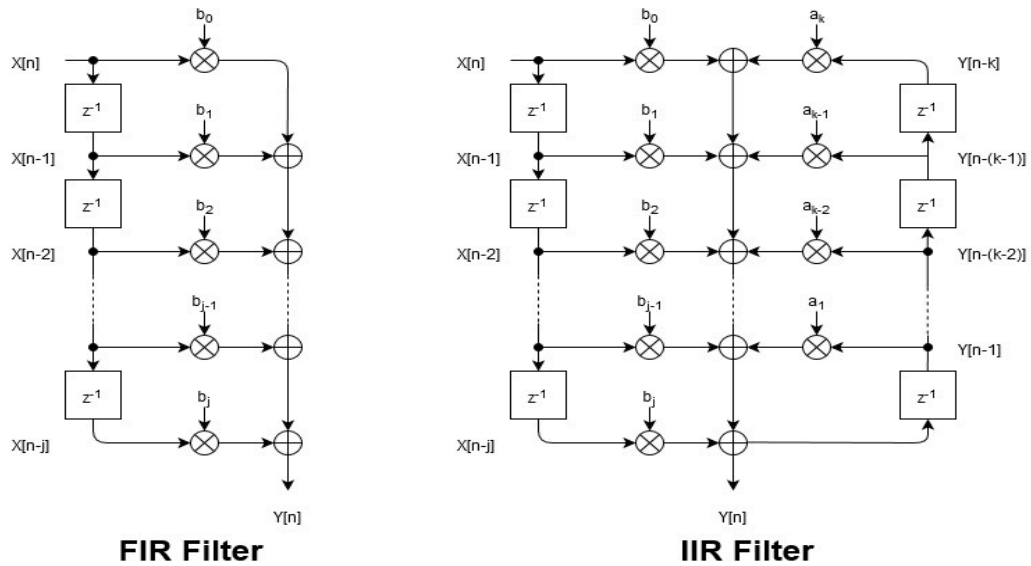 b₀
X[n]
z⁻¹
b₁
X[n-1]
z⁻¹
b₂
X[n-2]
bⱼ₋₁
z⁻¹
bⱼ
X[n-j]
Y[n]
FIR Filter
b₀ aₖ
X[n] Y[n-k]
z⁻¹ z⁻¹
b₁ aₖ₋₁
X[n-1] Y[n-(k-1)]
z⁻¹ z⁻¹
b₂ aₖ₋₂
X[n-2] Y[n-(k-2)]
bⱼ₋₁ a₁
Y[n-1]
z⁻¹ z⁻¹
bⱼ
X[n-j]
Y[n]
IIR Filter